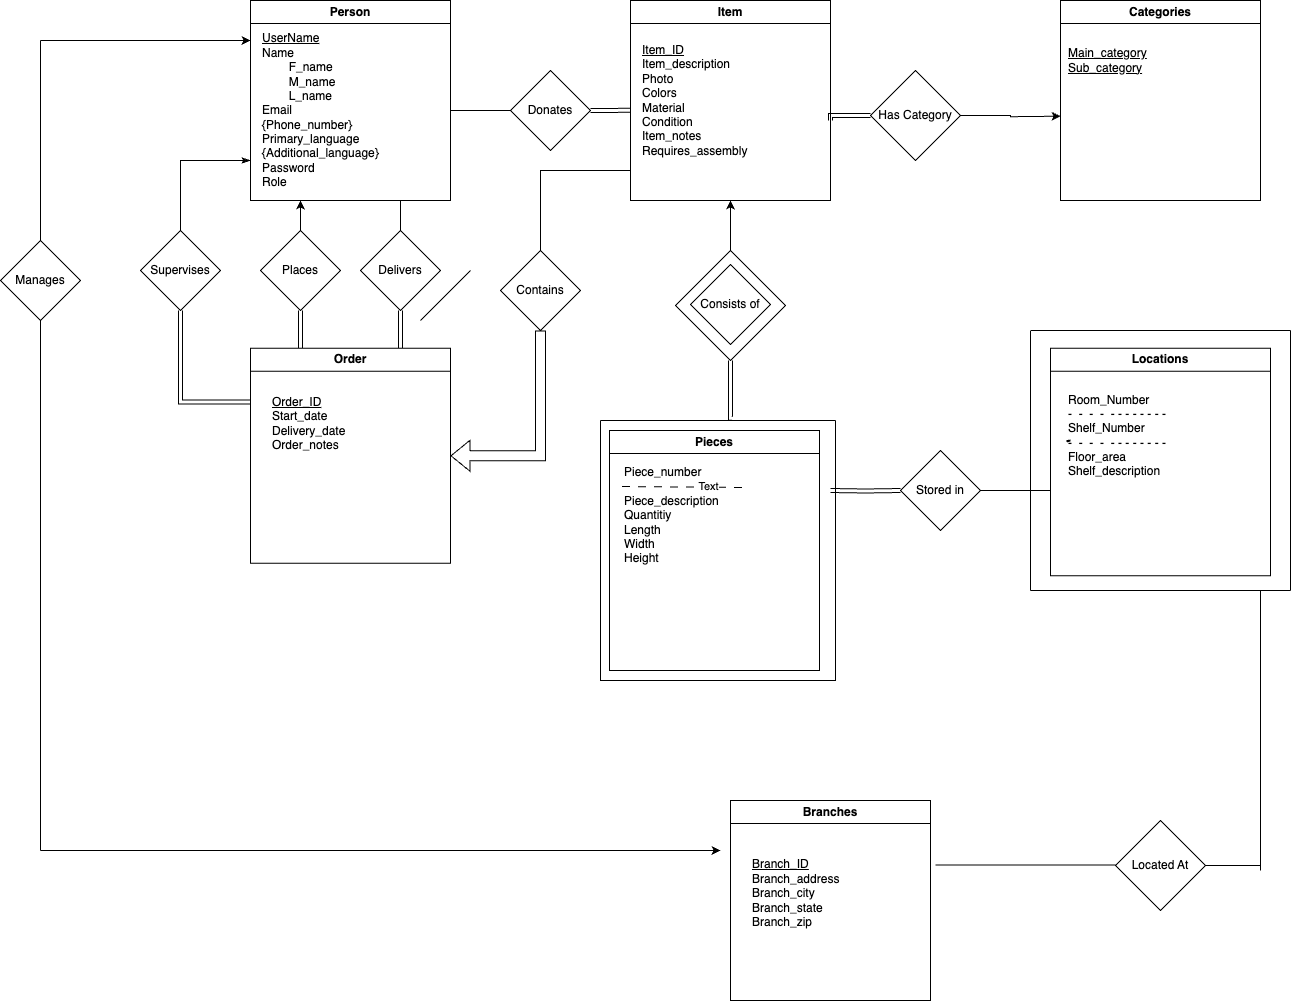 Person
UserName
Name
F_name
M_name
L_name
Email
{Phone_number}
Primary_language
{Additional_language}
Password
Role
Donates
Item
Item_ID
Item_description
Photo
Colors
Material
Condition
Item_notes
Requires_assembly
Has Category
Categories
Main_category
Sub_category
Manages
Supervises
Places
Delivers
Contains
Consists of
Order
Order_ID
Start_date
Delivery_date
Order_notes
Pieces
Piece_number
Text
Piece_description
Quantitiy
Length
Width
Height
Stored in
Locations
Room_Number
- - - - - - - - - - -
Shelf_Number
- - - - - - - - - - -
Floor_area
Shelf_description
Branches
Branch_ID
Branch_address
Branch_city
Branch_state
Branch_zip
Located At